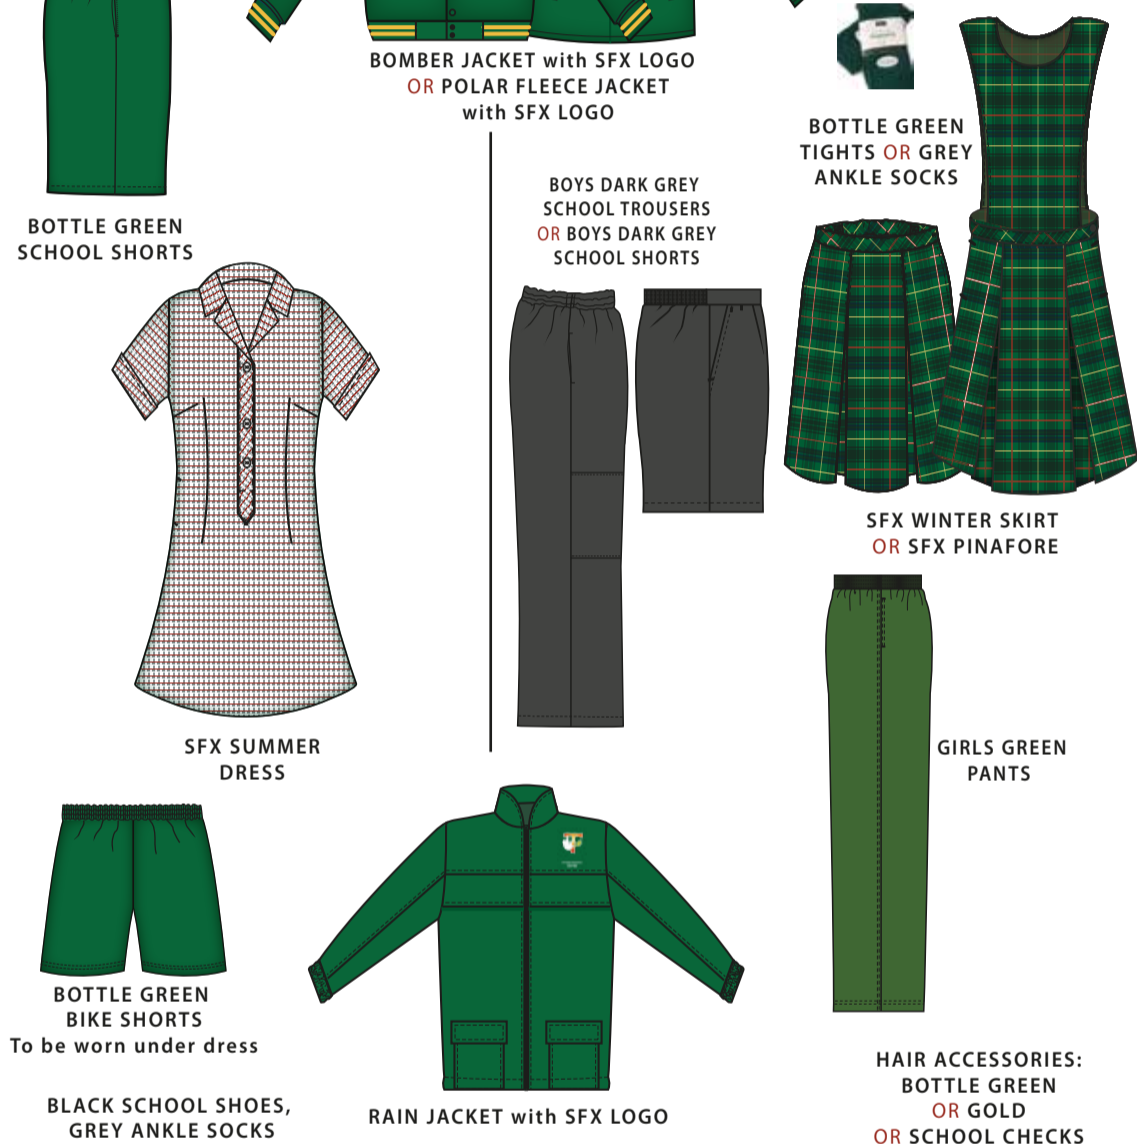 BOMBER JACKET with SFX LOGO
OR POLAR FLEECE JACKET
with SFX LOGO
BOTTLE GREEN
TIGHTS OR GREY
ANKLE SOCKS
BOYS DARK GREY
SCHOOL TROUSERS
OR BOYS DARK GREY
SCHOOL SHORTS
BOTTLE GREEN
SCHOOL SHORTS
SFX WINTER SKIRT
OR SFX PINAFORE
SFX SUMMER
DRESS
GIRLS GREEN
PANTS
BOTTLE GREEN
BIKE SHORTS
To be worn under dress
BLACK SCHOOL SHOES,
GREY ANKLE SOCKS
RAIN JACKET with SFX LOGO
HAIR ACCESSORIES:
BOTTLE GREEN
OR GOLD
OR SCHOOL CHECKS